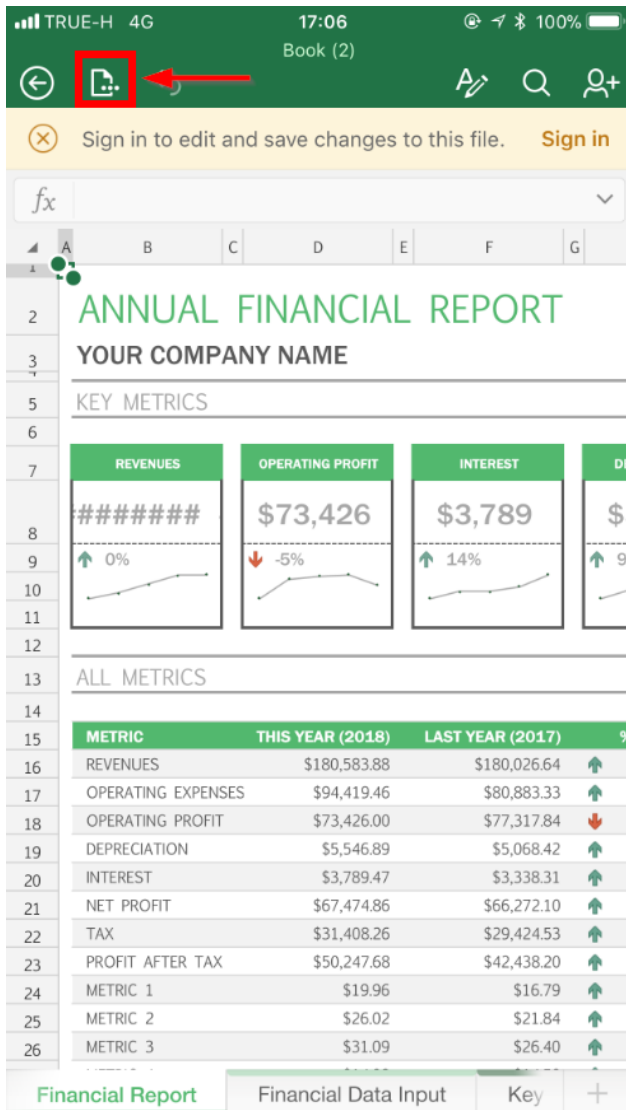 TRUE-H 4G 17:06 100%
Book (2)
Sign in to edit and save changes to this file. Sign in
fx
A B C D E F G
1
2 ANNUAL FINANCIAL REPORT
3 YOUR COMPANY NAME
4
5 KEY METRICS
6
7 REVENUES OPERATING PROFIT INTEREST
8 ####### $73,426 $3,789 $
9 0% -5% 14% 9
10
11
12
13 ALL METRICS
14
15 METRIC THIS YEAR (2018) LAST YEAR (2017) %
16 REVENUES $180,583.88 $180,026.64
17 OPERATING EXPENSES $94,419.46 $80,883.33
18 OPERATING PROFIT $73,426.00 $77,317.84
19 DEPRECIATION $5,546.89 $5,068.42
20 INTEREST $3,789.47 $3,338.31
21 NET PROFIT $67,474.86 $66,272.10
22 TAX $31,408.26 $29,424.53
23 PROFIT AFTER TAX $50,247.68 $42,438.20
24 METRIC 1 $19.96 $16.79
25 METRIC 2 $26.02 $21.84
26 METRIC 3 $31.09 $26.40
Financial Report Financial Data Input Key +